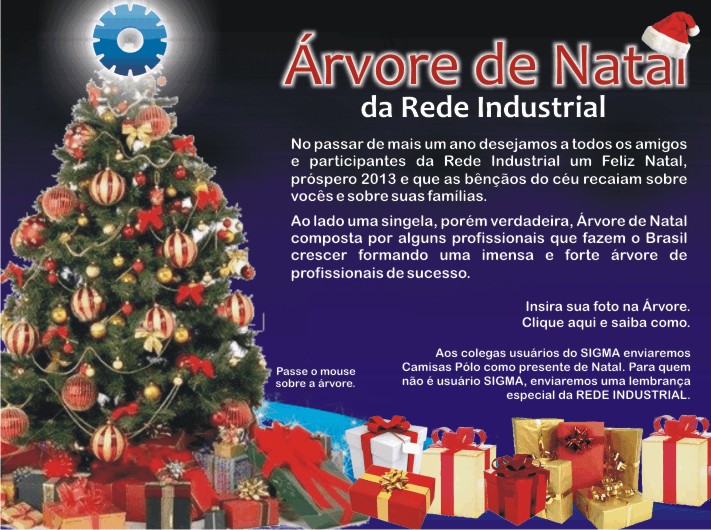 Árvore de Natal
da Rede Industrial
No passar de mais um ano desejamos a todos os amigos
e participantes da Rede Industrial um Feliz Natal,
próspero 2013 e que as bênçãos do céu recaiam sobre
vocês e sobre suas famílias.
Ao lado uma singela, porém verdadeira, Árvore de Natal
composta por alguns profissionais que fazem o Brasil
crescer formando uma imensa e forte árvore de
profissionais de sucesso.
Insira sua foto na Árvore.
Clique aqui e saiba como.
Passe o mouse
sobre a árvore.
Aos colegas usuários do SIGMA enviaremos
Camisas Pólo como presente de Natal. Para quem
não é usuário SIGMA, enviaremos uma lembrança
especial da REDE INDUSTRIAL.